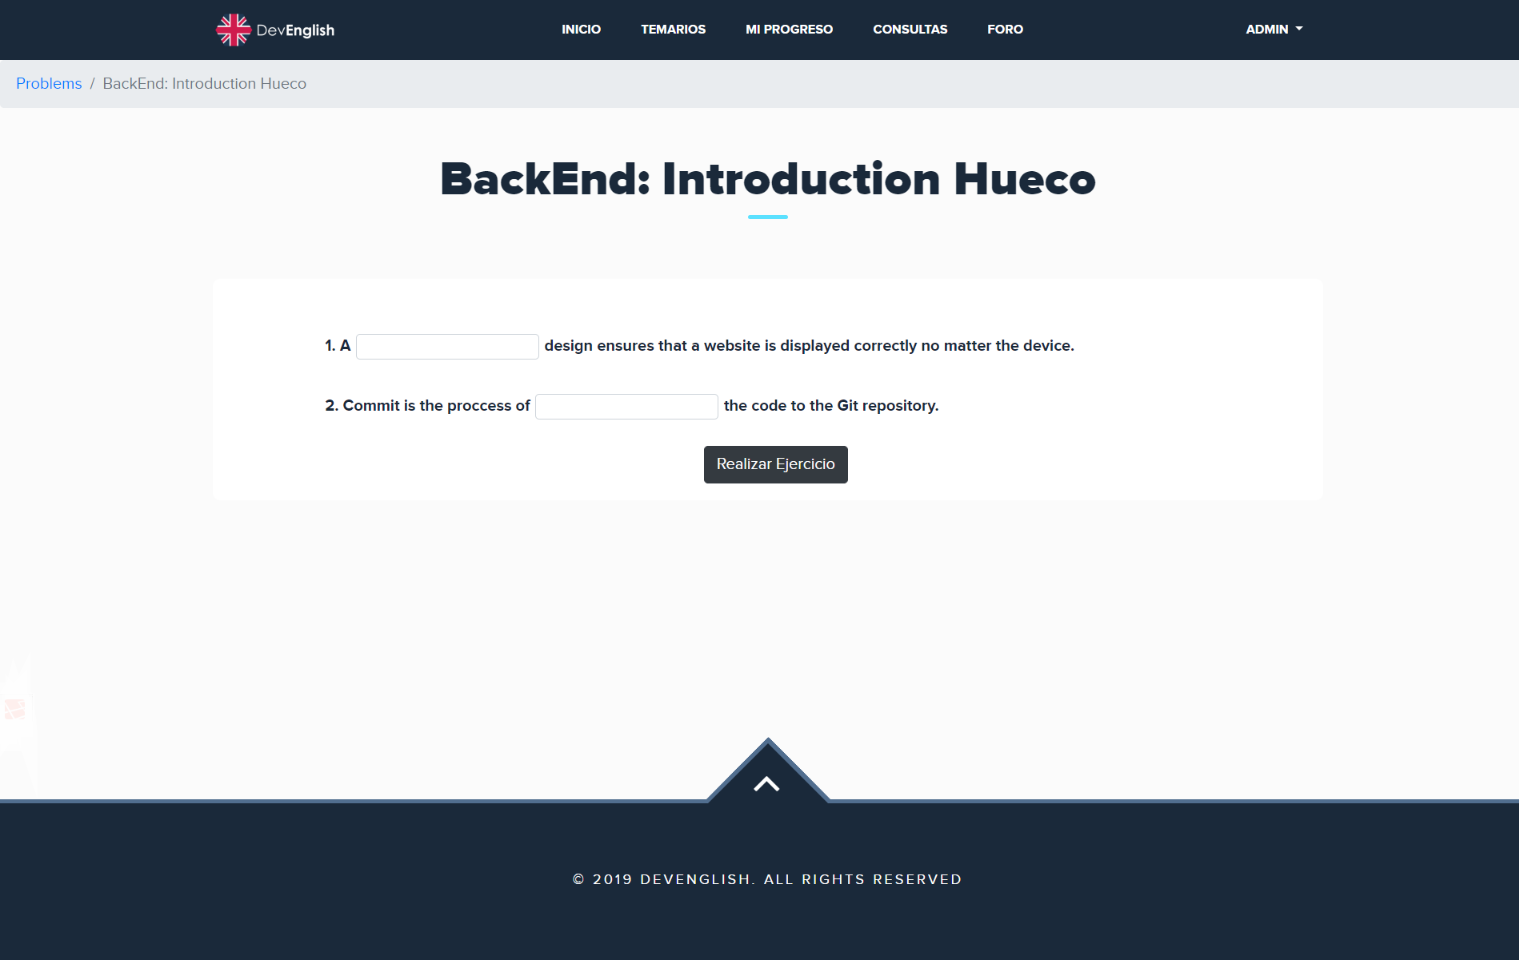 DevEnglish INICIO TEMARIOS MI PROGRESO CONSULTAS FORO ADMIN
Problems / BackEnd: Introduction Hueco
BackEnd: Introduction Hueco
1. A design ensures that a website is displayed correctly no matter the device.
2. Commit is the proccess of the code to the Git repository.
Realizar Ejercicio
© 2019 DEVENGLISH. ALL RIGHTS RESERVED